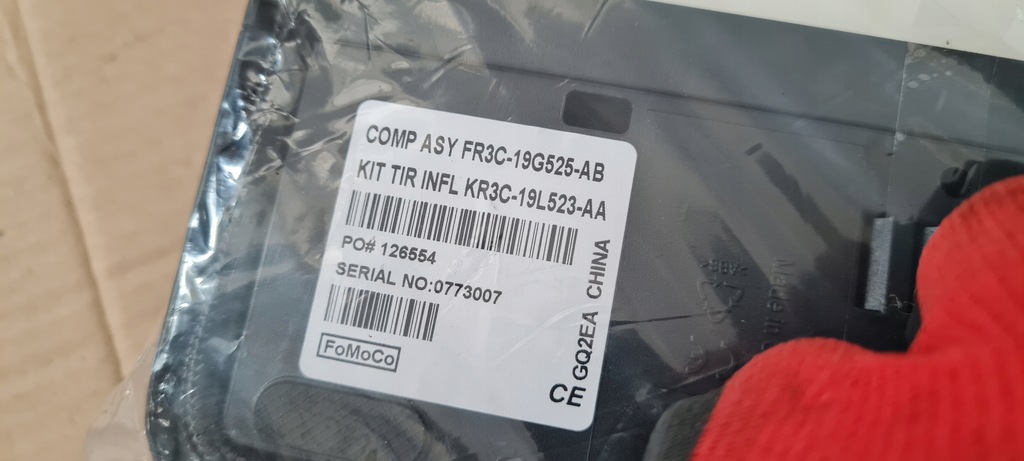 COMP ASY FR3C-19G525-AB
KIT TIR INFL KR3C-19L523-AA
PO# 126554
SERIAL NO:0773007
FoMoCo
CE GQ2EA CHINA
>ABS<